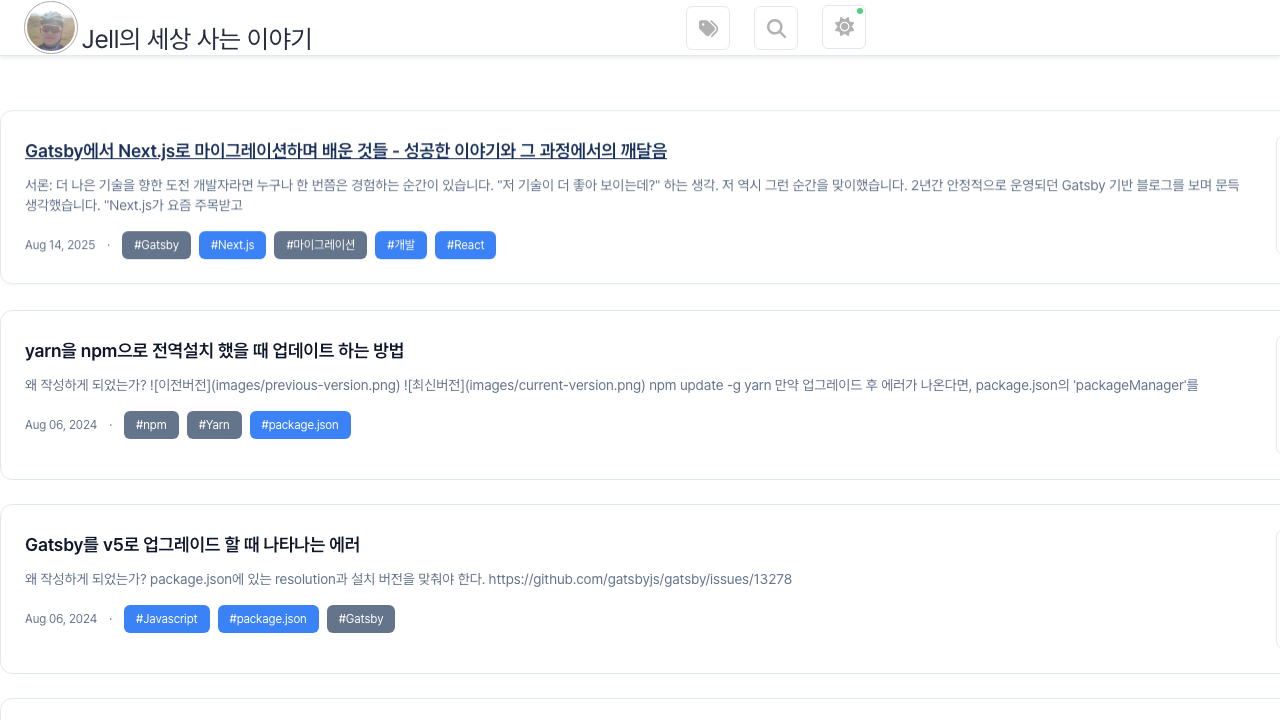 Jell의 세상 사는 이야기
Gatsby에서 Next.js로 마이그레이션하며 배운 것들 - 성공한 이야기와 그 과정에서의 깨달음
서론: 더 나은 기술을 향한 도전 개발자라면 누구나 한 번쯤은 경험하는 순간이 있습니다. "저 기술이 더 좋아 보이는데?" 하는 생각. 저 역시 그런 순간을 맞이했습니다. 2년간 안정적으로 운영되던 Gatsby 기반 블로그를 보며 문득
생각했습니다. "Next.js가 요즘 주목받고
Aug 14, 2025 · #Gatsby #Next.js #마이그레이션 #개발 #React
yarn을 npm으로 전역설치 했을 때 업데이트 하는 방법
왜 작성하게 되었는가? ![이전버전](images/previous-version.png) ![최신버전](images/current-version.png) npm update -g yarn 만약 업그레이드 후 에러가 나온다면, package.json의 'packageManager'를
Aug 06, 2024 · #npm #Yarn #package.json
Gatsby를 v5로 업그레이드 할 때 나타나는 에러
왜 작성하게 되었는가? package.json에 있는 resolution과 설치 버전을 맞춰야 한다. https://github.com/gatsbyjs/gatsby/issues/13278
Aug 06, 2024 · #Javascript #package.json #Gatsby